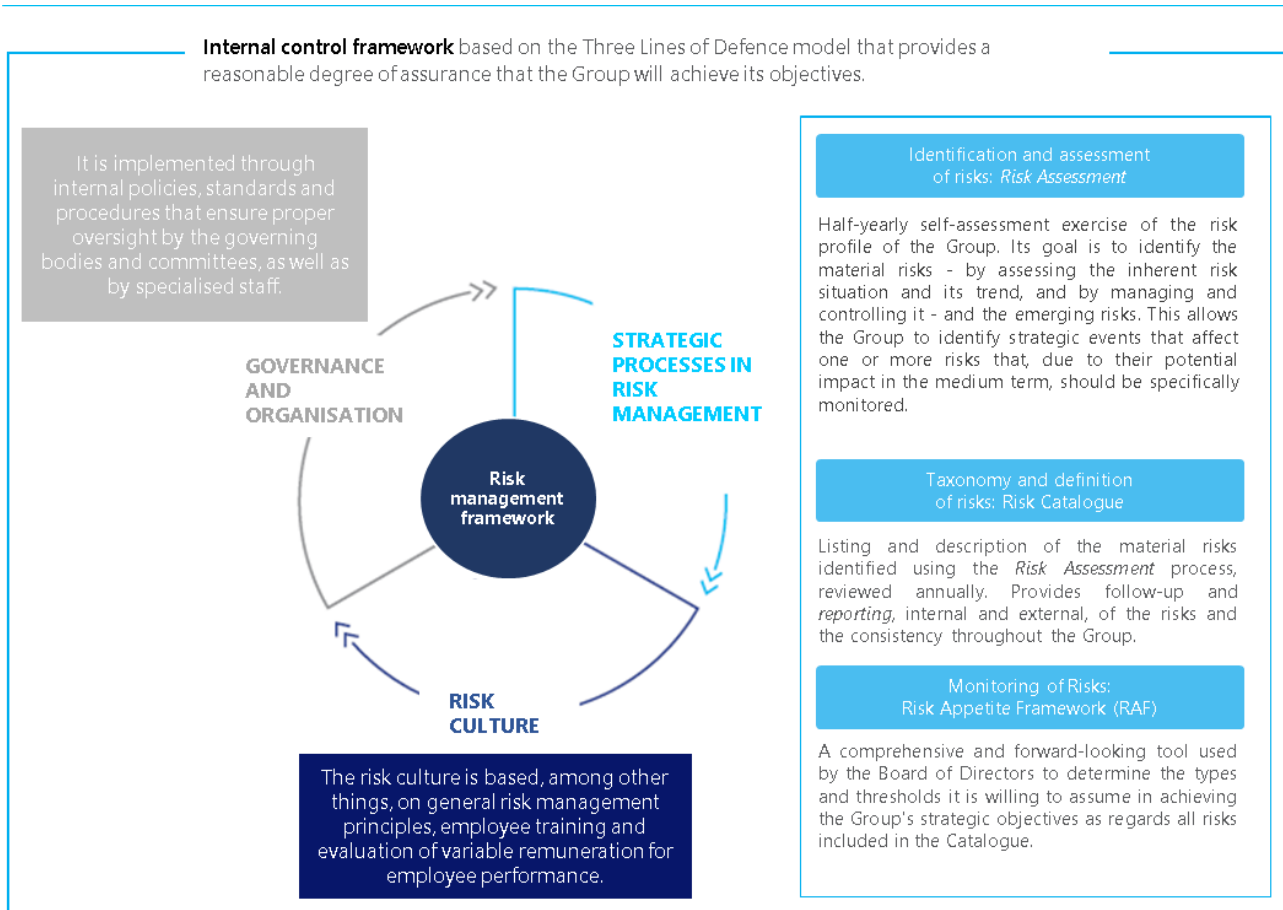 Internal control framework based on the Three Lines of Defence model that provides a
reasonable degree of assurance that the Group will achieve its objectives.
It is implemented through
internal policies, standards and
procedures that ensure proper
oversight by the governing
bodies and committees, as well as
by specialised staff.
GOVERNANCE
AND
ORGANISATION
STRATEGIC
PROCESSES IN
RISK
MANAGEMENT
Risk
management
framework
RISK
CULTURE
The risk culture is based, among other
things, on general risk management
principles, employee training and
evaluation of variable remuneration for
employee performance.
Identification and assessment
of risks: Risk Assessment
Half-yearly self-assessment exercise of the risk
profile of the Group. Its goal is to identify the
material risks - by assessing the inherent risk
situation and its trend, and by managing and
controlling it - and the emerging risks. This allows
the Group to identify strategic events that affect
one or more risks that, due to their potential
impact in the medium term, should be specifically
monitored.
Taxonomy and definition
of risks: Risk Catalogue
Listing and description of the material risks
identified using the Risk Assessment process,
reviewed annually. Provides follow-up and
reporting, internal and external, of the risks and
the consistency throughout the Group.
Monitoring of Risks:
Risk Appetite Framework (RAF)
A comprehensive and forward-looking tool used
by the Board of Directors to determine the types
and thresholds it is willing to assume in achieving
the Group's strategic objectives as regards all risks
included in the Catalogue.